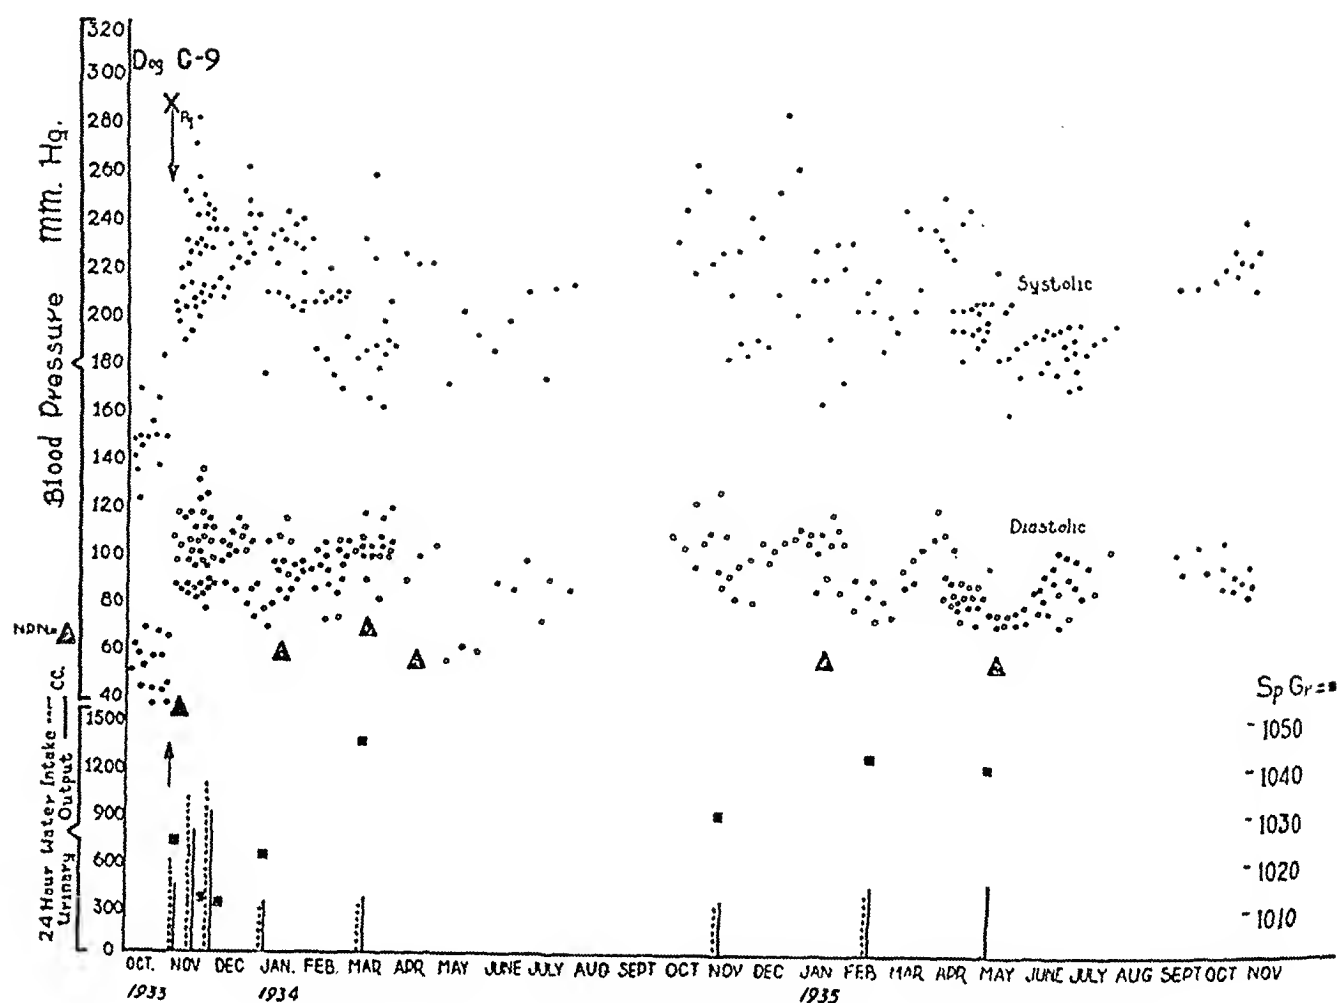 Dog G-9
X P1
320
300
280
260
240
220
200
180
160
140
120
100
80
60
40
Blood Pressure MM. Hg.
Systolic
Diastolic
N.P.N.=
1500
1200
900
600
300
0
24 Hour Water Intake ---- CC.
Urinary Output ——
Sp Gr=
- 1050
- 1040
- 1030
- 1020
- 1010
OCT. NOV DEC JAN. FEB. MAR APR MAY JUNE JULY AUG SEPT OCT NOV DEC JAN FEB MAR APR MAY JUNE JULY AUG SEPT OCT NOV
1933 1934 1935